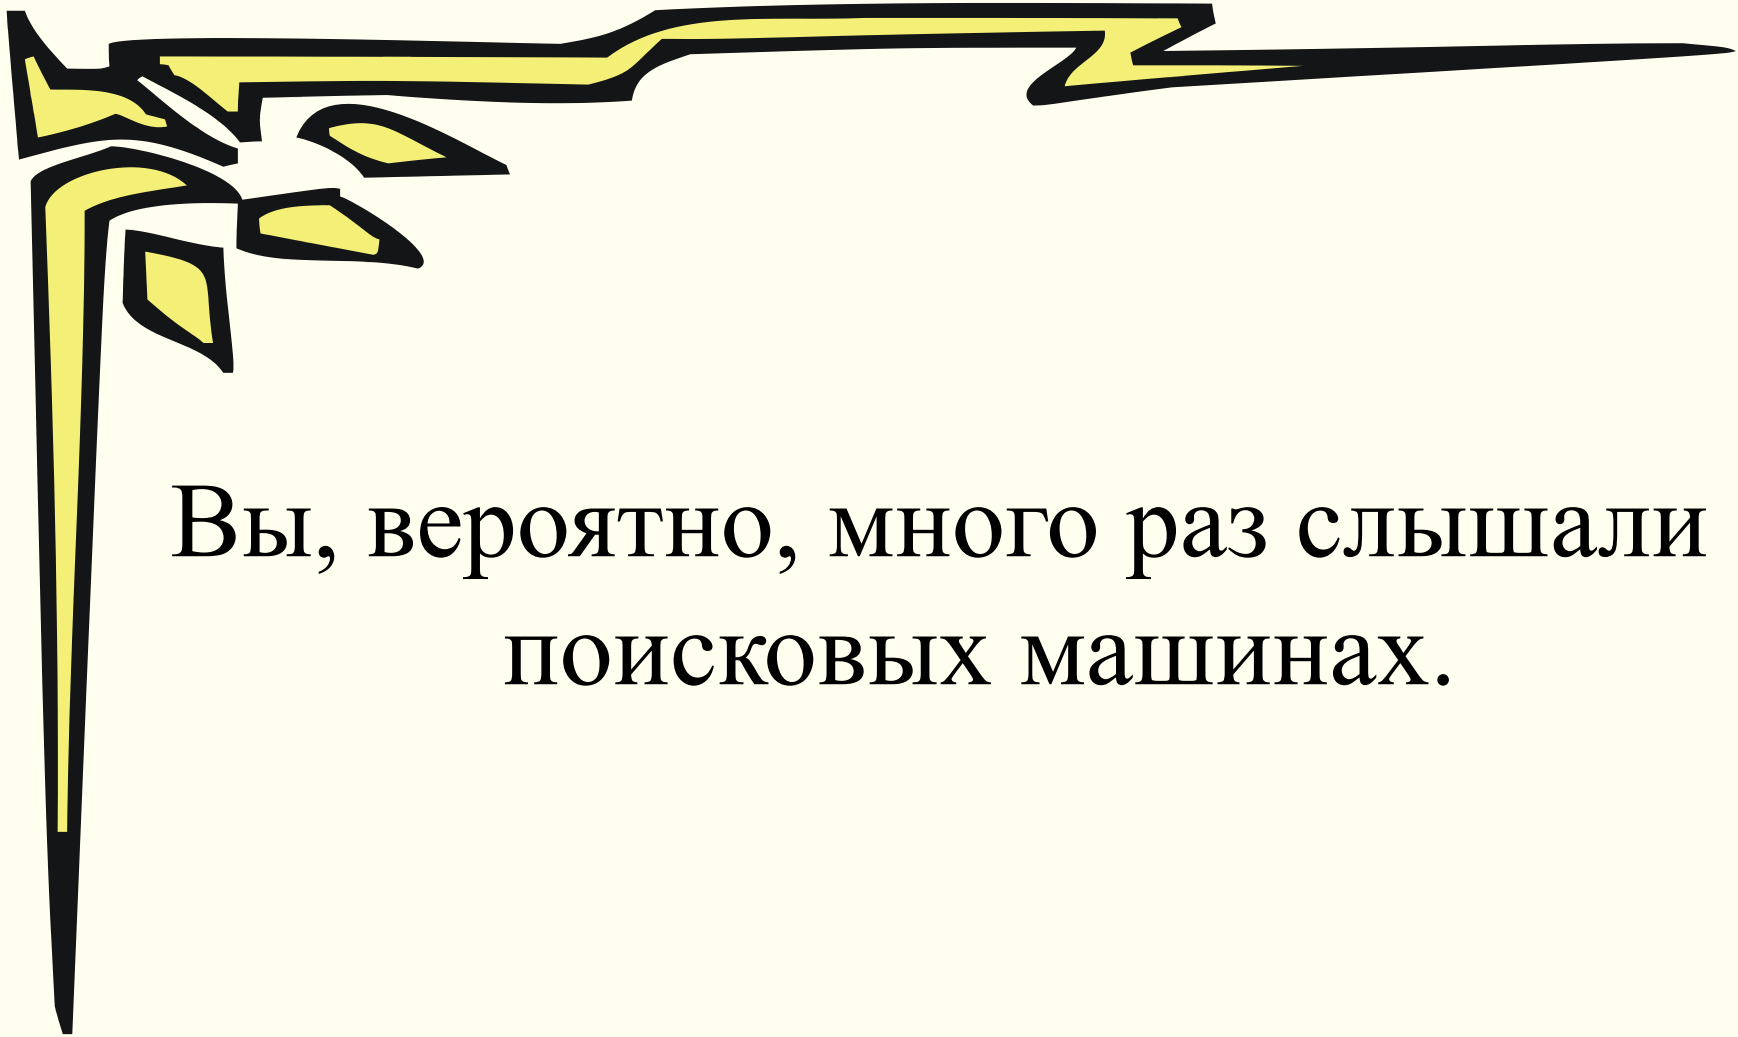 Вы, вероятно, много раз слышали
поисковых машинах.